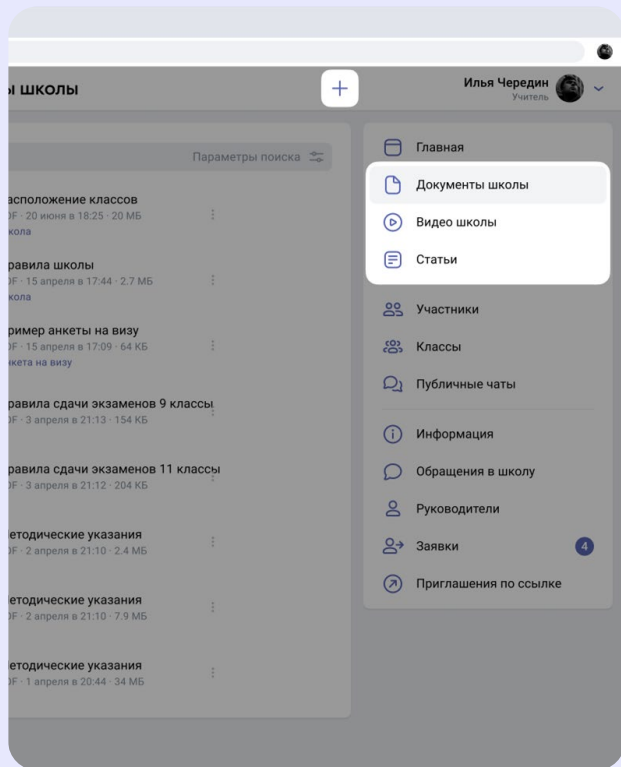 ы школы
+
Илья Чередин
Учитель
Параметры поиска
асположение классов
DF · 20 июня в 18:25 · 20 МБ
кола
равила школы
DF · 15 апреля в 17:44 · 2.7 МБ
кола
ример анкеты на визу
DF · 15 апреля в 17:09 · 64 КБ
нкета на визу
равила сдачи экзаменов 9 классы
DF · 3 апреля в 21:13 · 154 КБ
равила сдачи экзаменов 11 классы
DF · 3 апреля в 21:12 · 204 КБ
етодические указания
DF · 2 апреля в 21:10 · 2.4 МБ
етодические указания
DF · 2 апреля в 21:10 · 7.9 МБ
етодические указания
DF · 1 апреля в 20:44 · 34 МБ
Главная
Документы школы
Видео школы
Статьи
Участники
Классы
Публичные чаты
Информация
Обращения в школу
Руководители
Заявки 4
Приглашения по ссылке